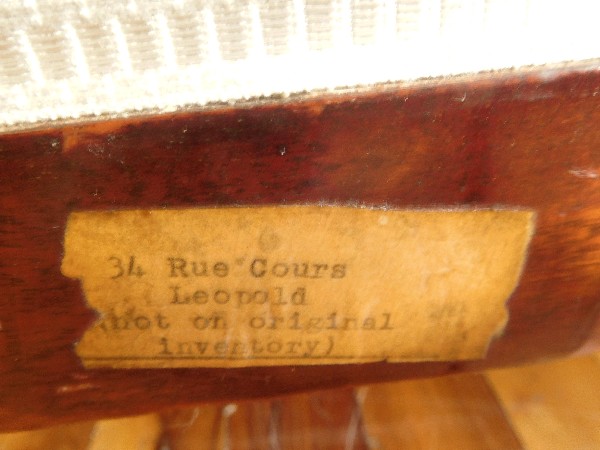 34 Rue Cours
Leopold
(not on original
inventory)